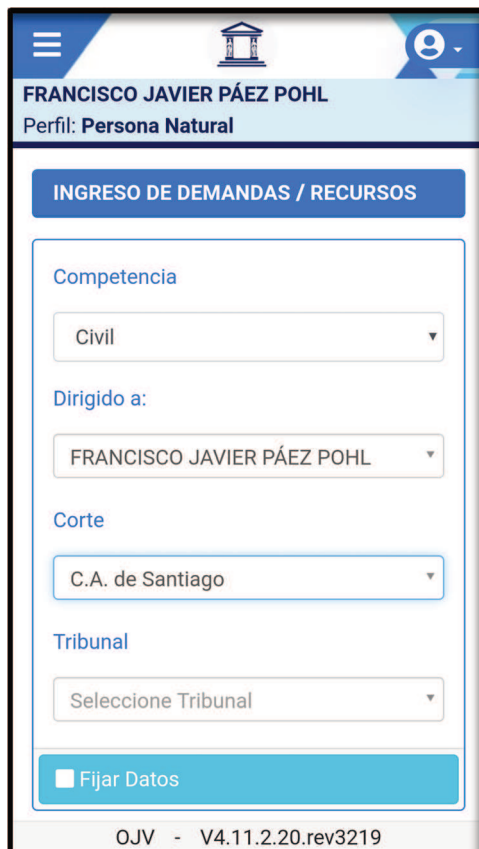 FRANCISCO JAVIER PÁEZ POHL
Perfil: Persona Natural
INGRESO DE DEMANDAS / RECURSOS
Competencia
Civil
Dirigido a:
FRANCISCO JAVIER PÁEZ POHL
Corte
C.A. de Santiago
Tribunal
Seleccione Tribunal
Fijar Datos
OJV - V4.11.2.20.rev3219